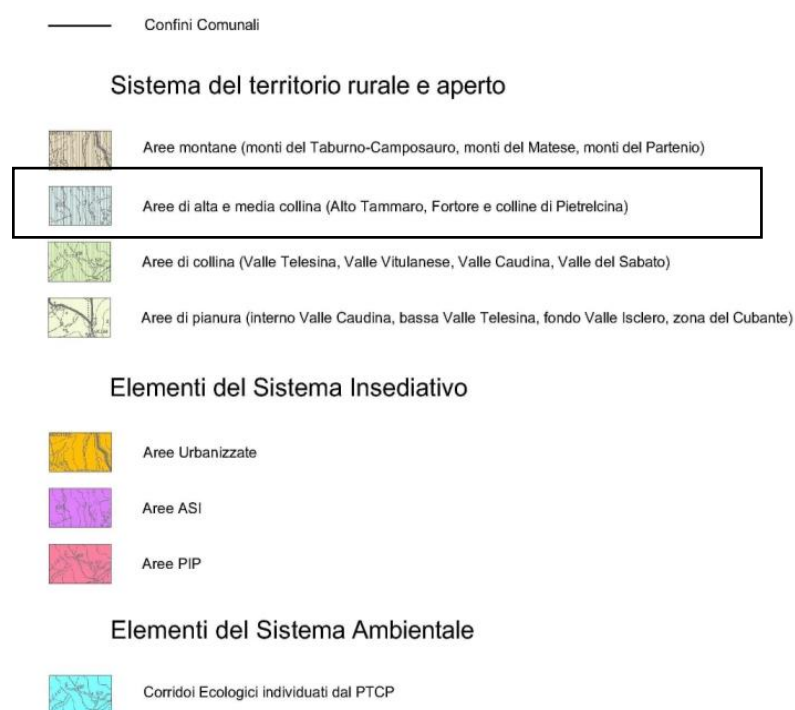 Confini Comunali
Sistema del territorio rurale e aperto
Aree montane (monti del Taburno-Camposauro, monti del Matese, monti del Partenio)
Aree di alta e media collina (Alto Tammaro, Fortore e colline di Pietrelcina)
Aree di collina (Valle Telesina, Valle Vitulanese, Valle Caudina, Valle del Sabato)
Aree di pianura (interno Valle Caudina, bassa Valle Telesina, fondo Valle Isclero, zona del Cubante)
Elementi del Sistema Insediativo
Aree Urbanizzate
Aree ASI
Aree PIP
Elementi del Sistema Ambientale
Corridoi Ecologici individuati dal PTCP